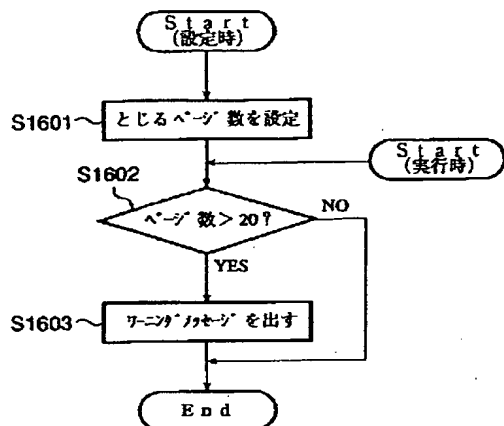 Start
(設定時)
S1601
とじるページ数を設定
Start
(実行時)
S1602
ページ数>20?
NO
YES
S1603
ワーニングメッセージを出す
End